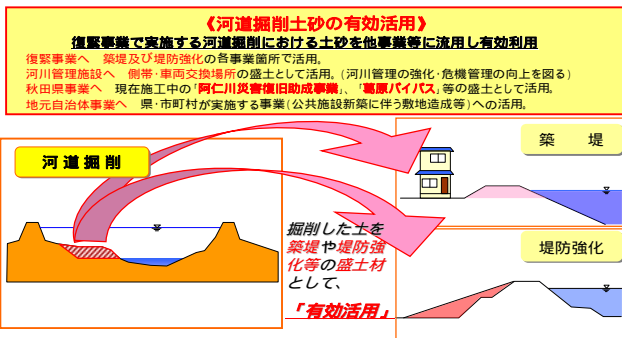 《河道掘削土砂の有効活用》
復緊事業で実施する河道掘削における土砂を他事業等に流用し有効利用
復緊事業へ　築堤及び堤防強化の各事業箇所で活用。
河川管理施設へ　側帯・車両交換場所の盛土として活用。(河川管理の強化・危機管理の向上を図る)
秋田県事業へ　現在施工中の「阿仁川災害復旧助成事業」、「葛原バイパス」等の盛土として活用。
地元自治体事業へ　県・市町村が実施する事業(公共施設新築に伴う敷地造成等)への活用。
河道掘削
築　堤
掘削した土を
築堤や堤防強
化等の盛土材
として、
「有効活用」
堤防強化